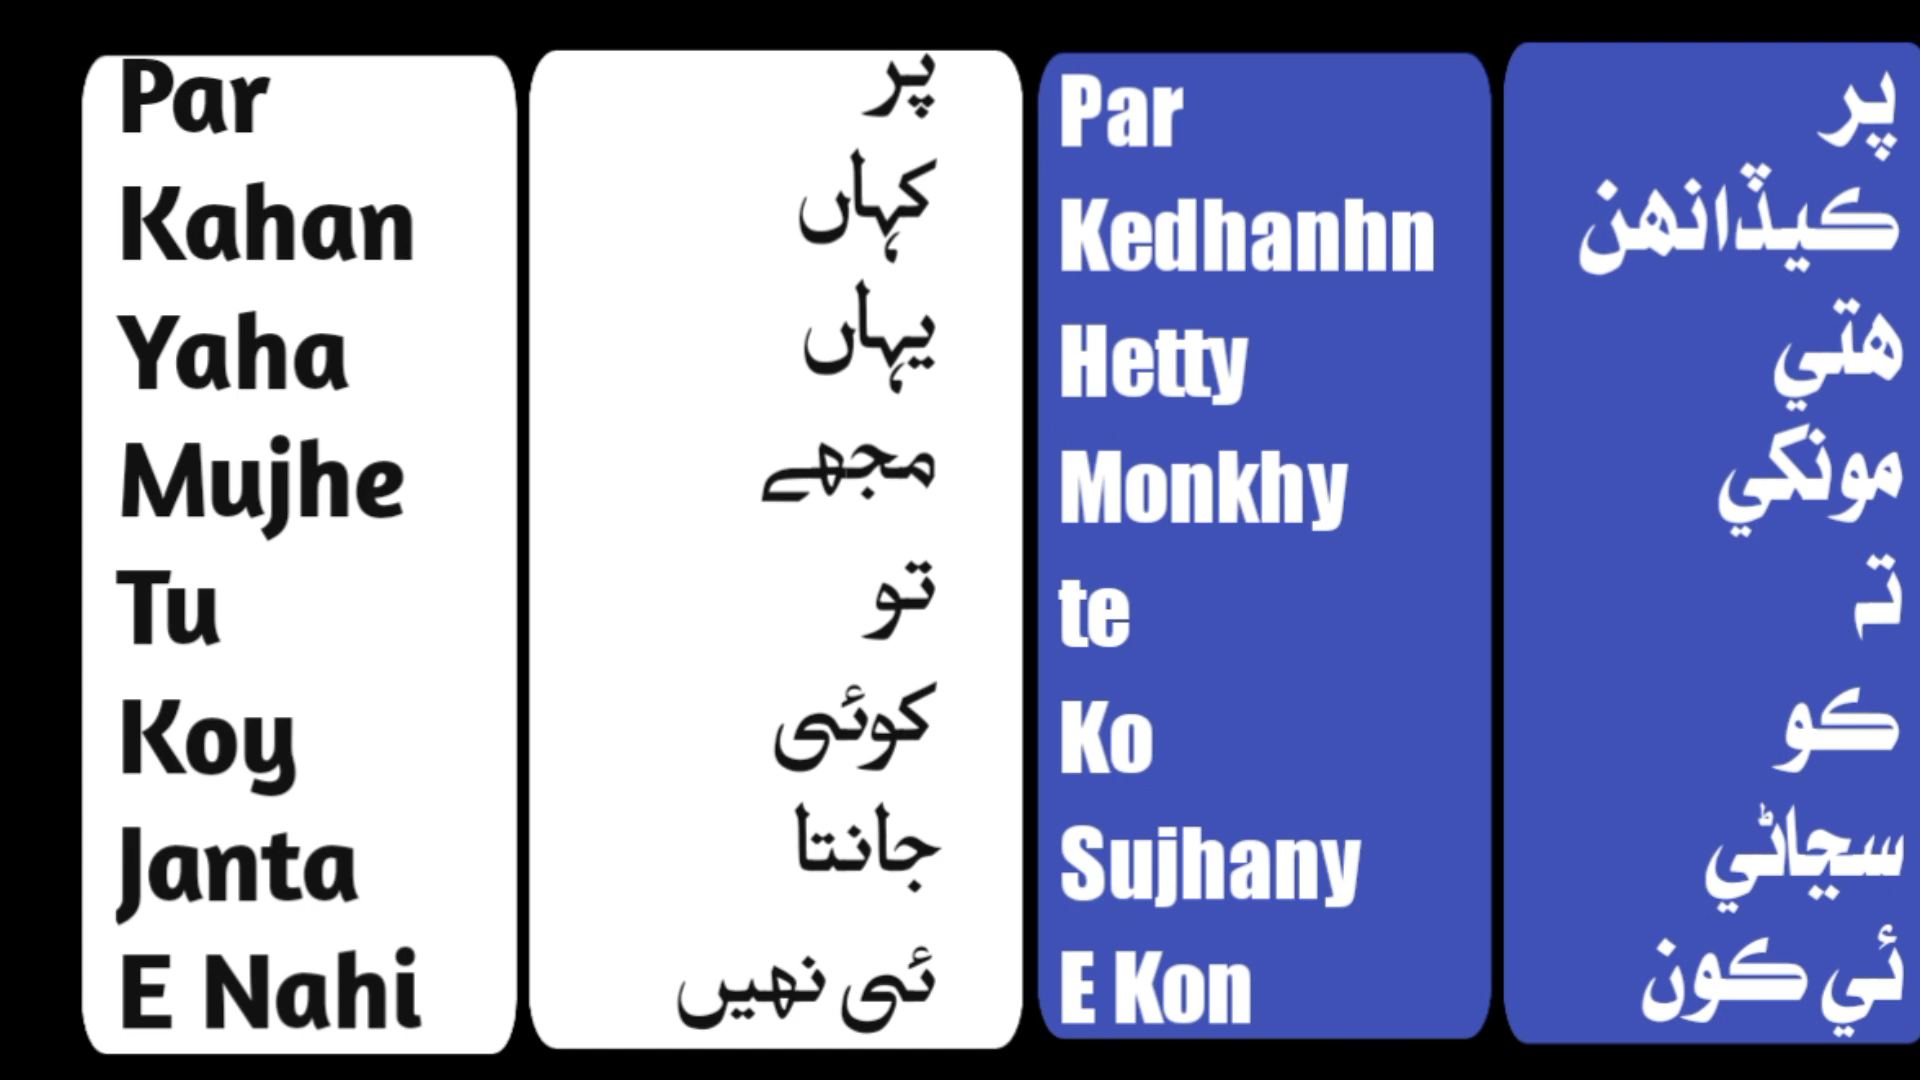 Par
Kahan
Yaha
Mujhe
Tu
Koy
Janta
E Nahi
پر
کہاں
یہاں
مجھے
تو
کوئی
جانتا
ئی نھیں
Par
Kedhanhn
Hetty
Monkhy
te
Ko
Sujhany
E Kon
پر
ڪيڏانهن
هتي
مونکي
تہ
ڪو
سڃاڻي
ئي ڪون